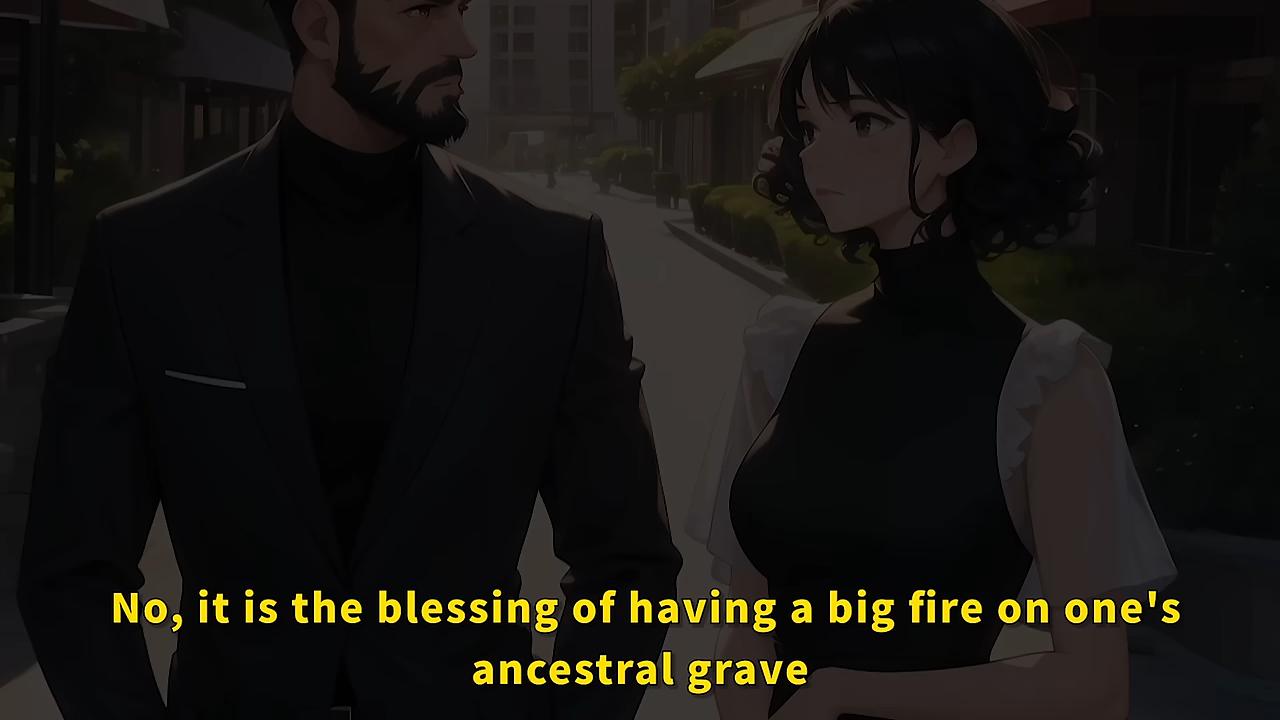 No, it is the blessing of having a big fire on one's
ancestral grave